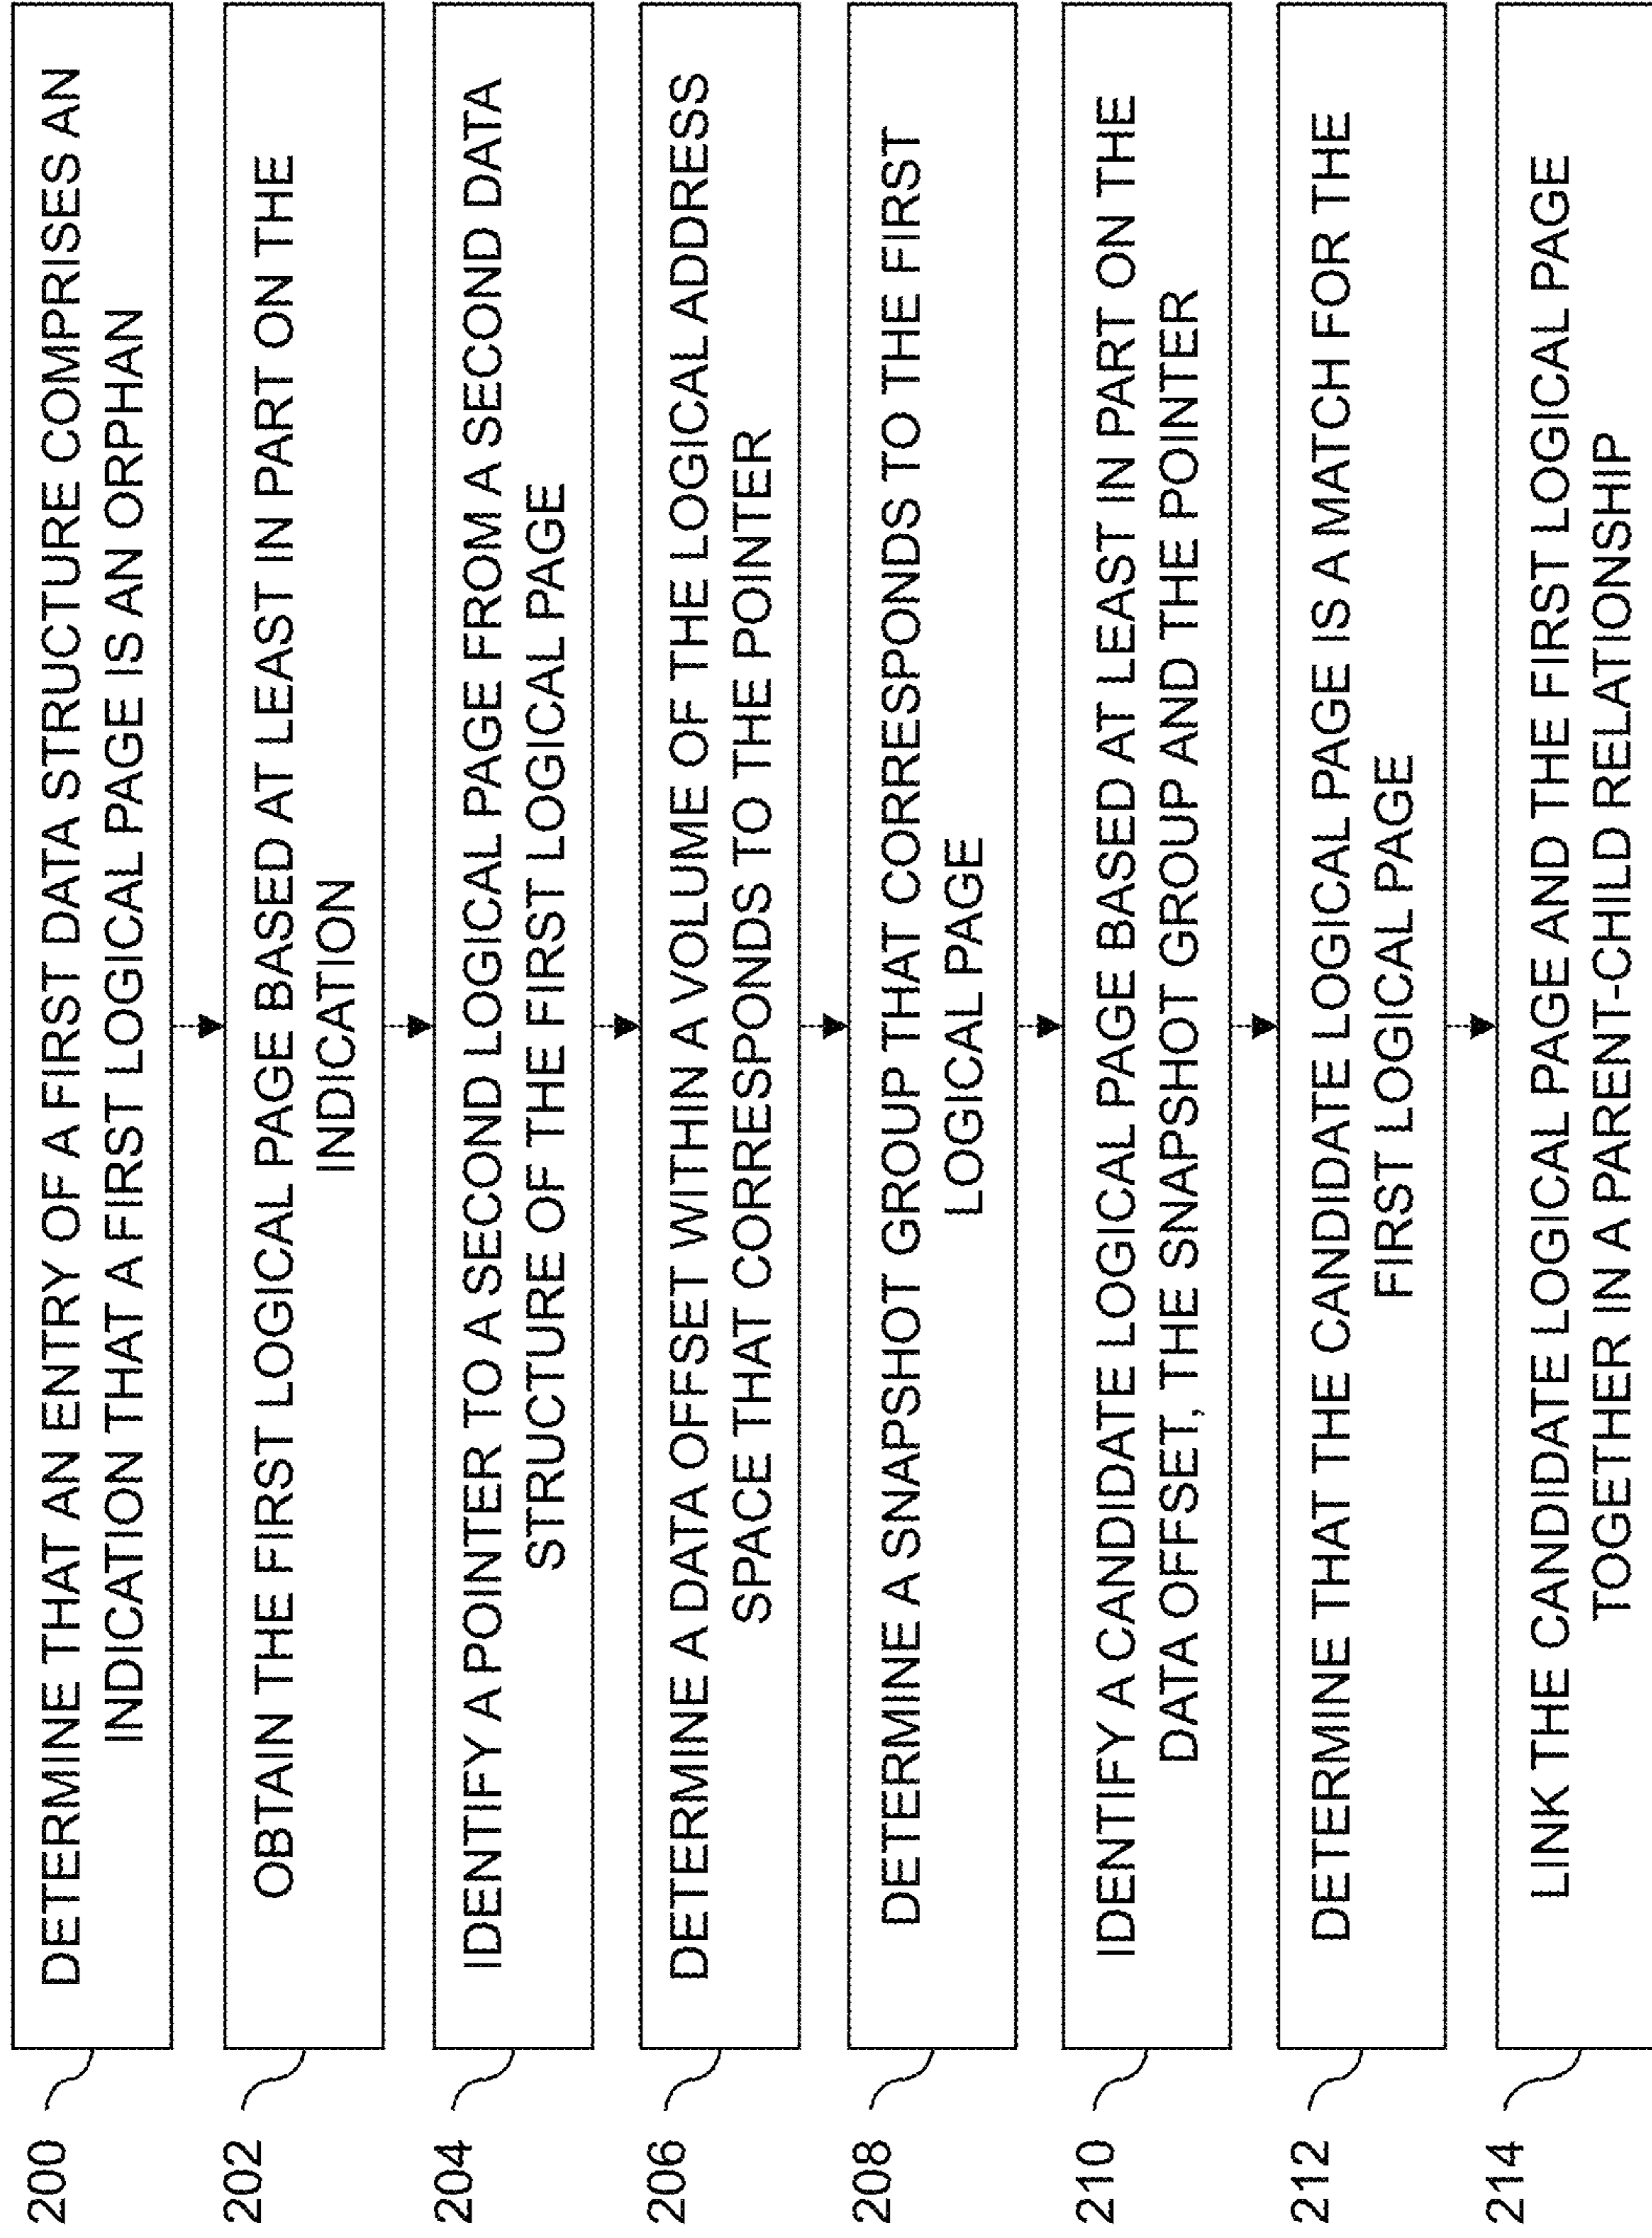 200
DETERMINE THAT AN ENTRY OF A FIRST DATA STRUCTURE COMPRISES AN
INDICATION THAT A FIRST LOGICAL PAGE IS AN ORPHAN
202
OBTAIN THE FIRST LOGICAL PAGE BASED AT LEAST IN PART ON THE
INDICATION
204
IDENTIFY A POINTER TO A SECOND LOGICAL PAGE FROM A SECOND DATA
STRUCTURE OF THE FIRST LOGICAL PAGE
206
DETERMINE A DATA OFFSET WITHIN A VOLUME OF THE LOGICAL ADDRESS
SPACE THAT CORRESPONDS TO THE POINTER
208
DETERMINE A SNAPSHOT GROUP THAT CORRESPONDS TO THE FIRST
LOGICAL PAGE
210
IDENTIFY A CANDIDATE LOGICAL PAGE BASED AT LEAST IN PART ON THE
DATA OFFSET, THE SNAPSHOT GROUP AND THE POINTER
212
DETERMINE THAT THE CANDIDATE LOGICAL PAGE IS A MATCH FOR THE
FIRST LOGICAL PAGE
214
LINK THE CANDIDATE LOGICAL PAGE AND THE FIRST LOGICAL PAGE
TOGETHER IN A PARENT-CHILD RELATIONSHIP